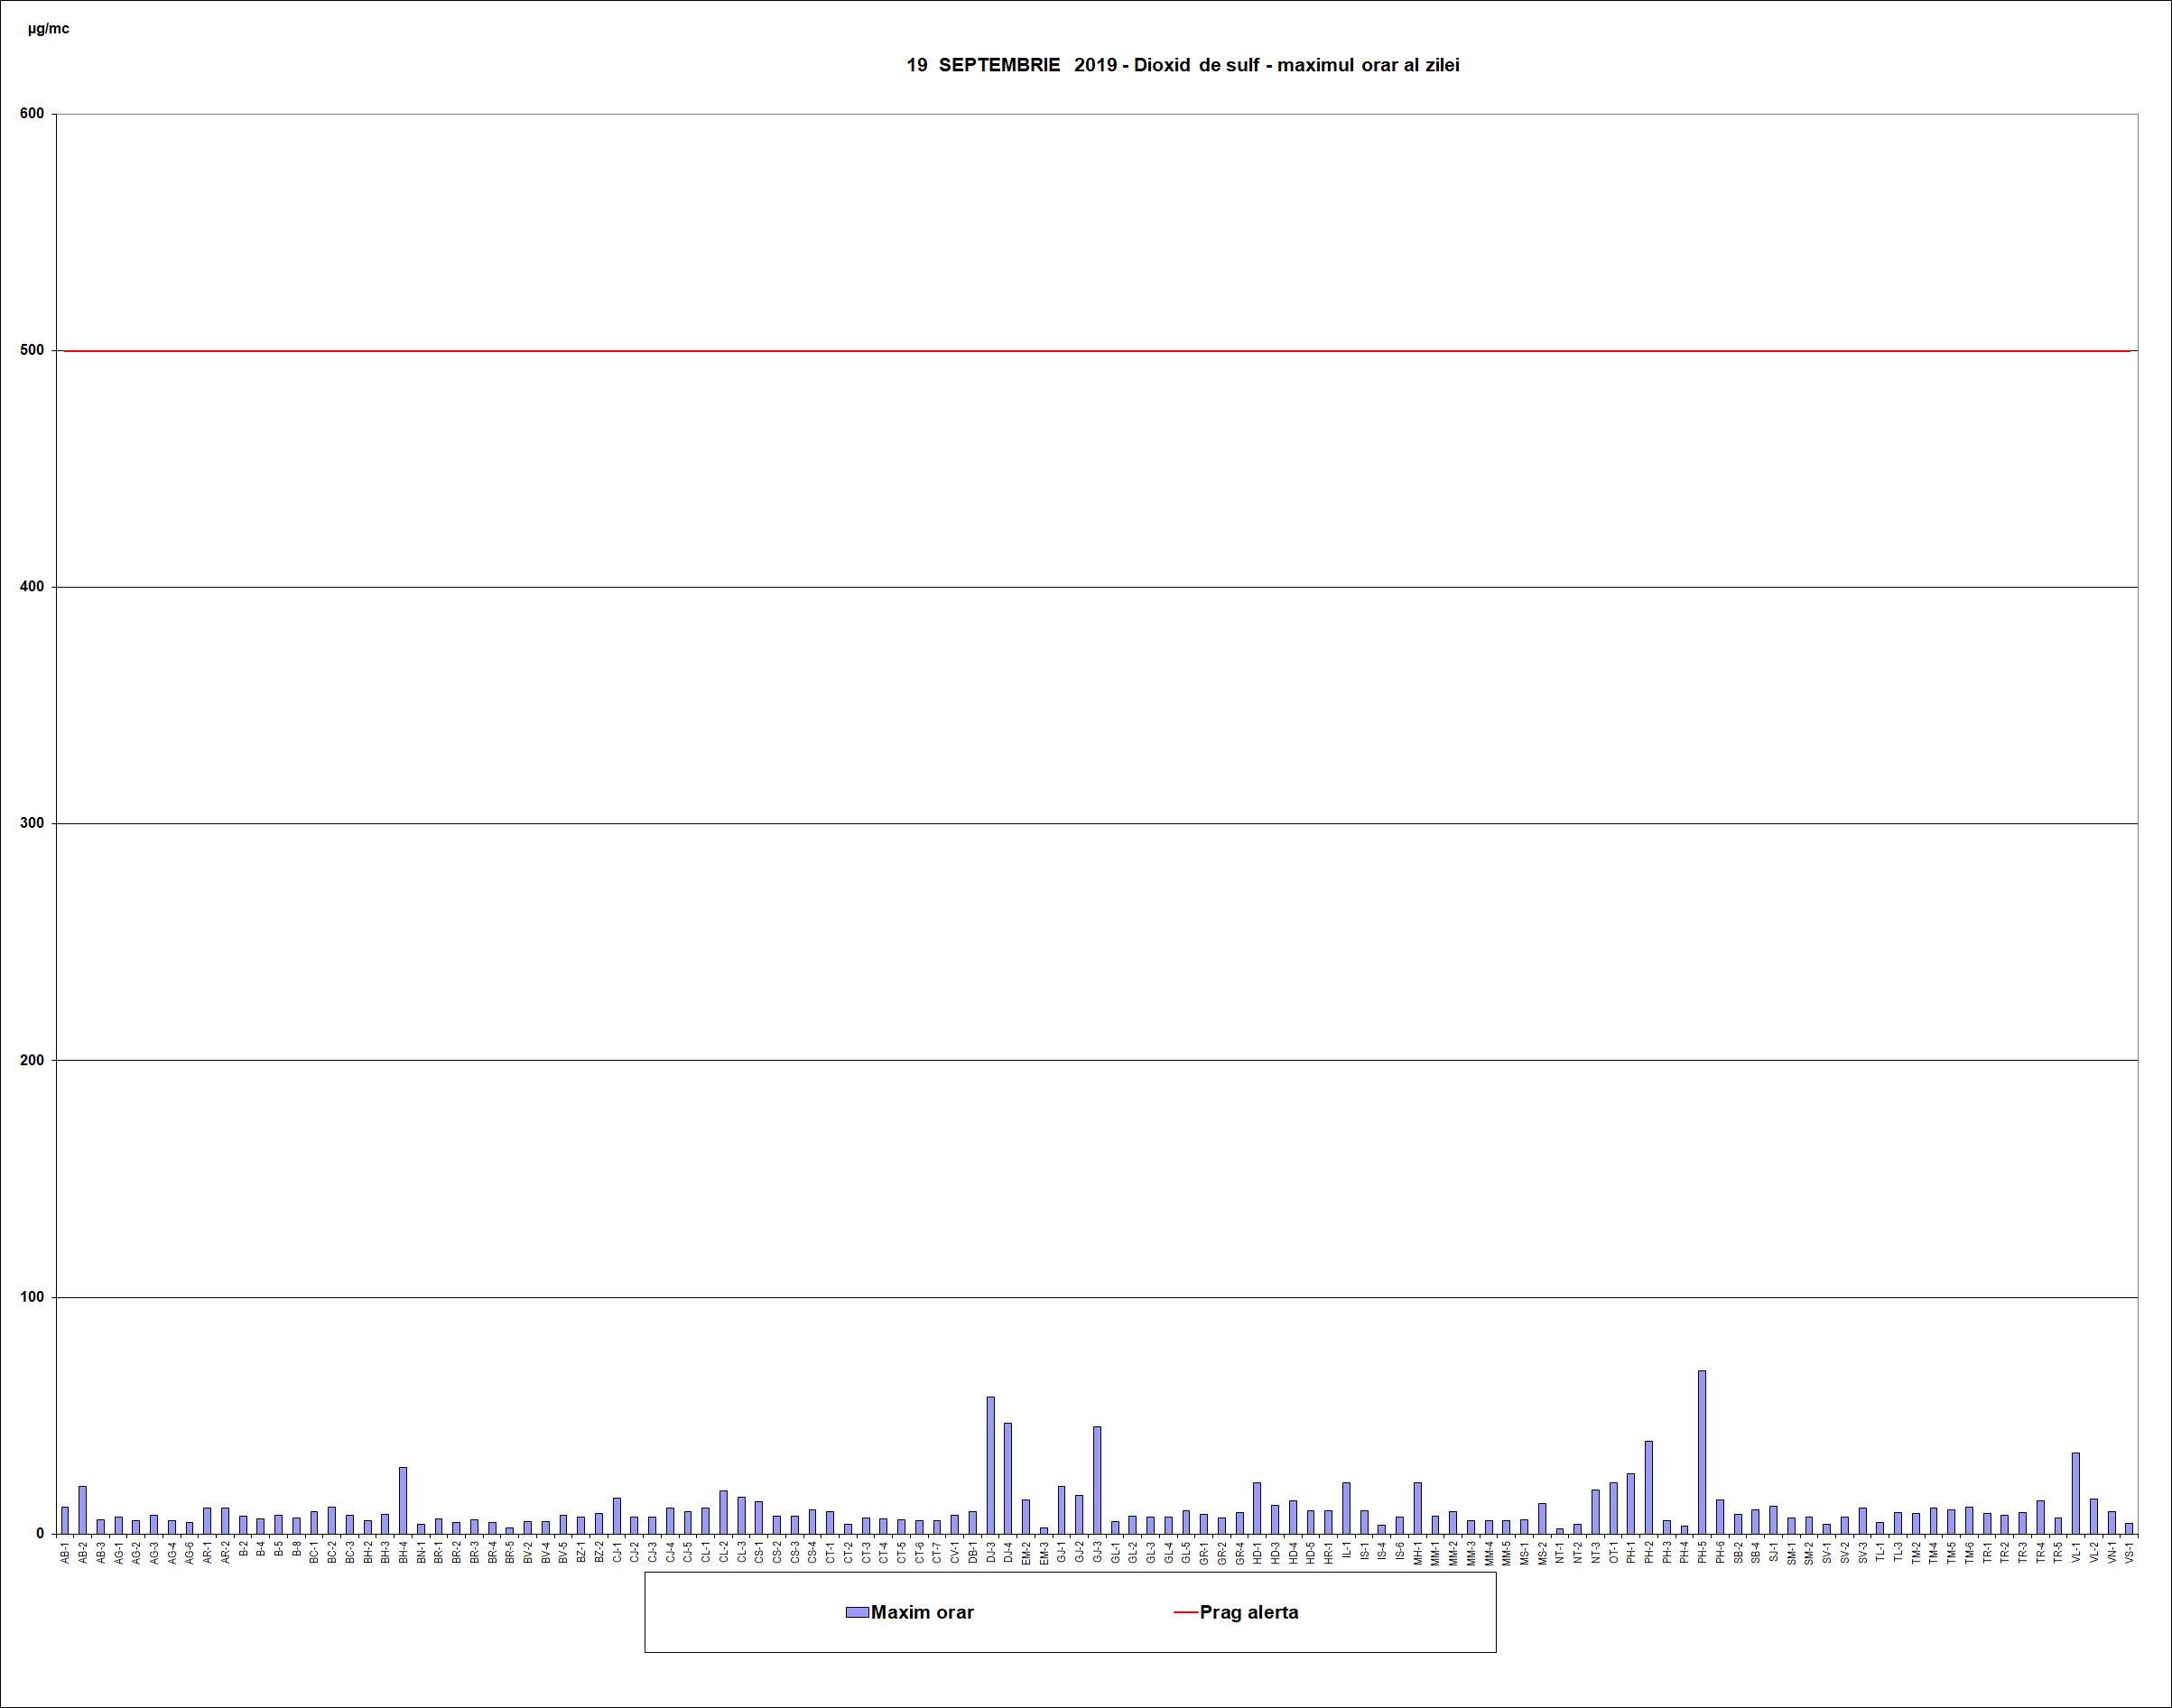 µg/mc
19 SEPTEMBRIE 2019 - Dioxid de sulf - maximul orar al zilei
600
500
400
300
200
100
0
AB-1 AB-2 AB-3 AG-1 AG-2 AG-3 AG-4 AG-6 AR-1 AR-2 B-2 B-4 B-5 B-8 BC-1 BC-2 BC-3 BH-2 BH-3 BH-4 BN-1 BR-1 BR-2 BR-3 BR-4 BR-5 BV-2 BV-4 BV-5 BZ-1 BZ-2 CJ-1 CJ-2 CJ-3 CJ-4 CJ-5 CL-1 CL-2 CL-3 CS-1 CS-2 CS-3 CS-4 CT-1 CT-2 CT-3 CT-4 CT-5 CT-6 CT-7 CV-1 DB-1 DJ-3 DJ-4 EM-2 EM-3 GJ-1 GJ-2 GJ-3 GL-1 GL-2 GL-3 GL-4 GL-5 GR-1 GR-2 GR-4 HD-1 HD-3 HD-4 HD-5 HR-1 IL-1 IS-1 IS-4 IS-6 MH-1 MM-1 MM-2 MM-3 MM-4 MM-5 MS-1 MS-2 NT-1 NT-2 NT-3 OT-1 PH-1 PH-2 PH-3 PH-4 PH-5 PH-6 SB-2 SB-4 SJ-1 SM-1 SM-2 SV-1 SV-2 SV-3 TL-1 TL-3 TM-2 TM-4 TM-5 TM-6 TR-1 TR-2 TR-3 TR-4 TR-5 VL-1 VL-2 VN-1 VS-1
Maxim orar Prag alerta